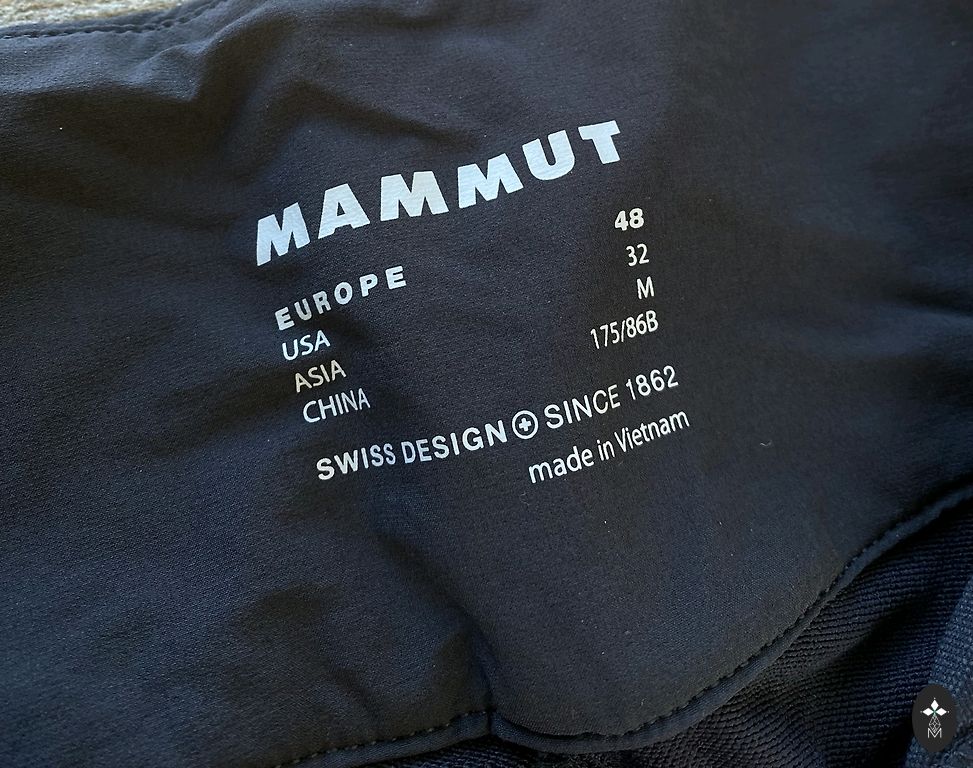 MAMMUT
EUROPE 48
USA 32
ASIA M
CHINA 175/86B
SWISS DESIGN SINCE 1862
made in Vietnam
M